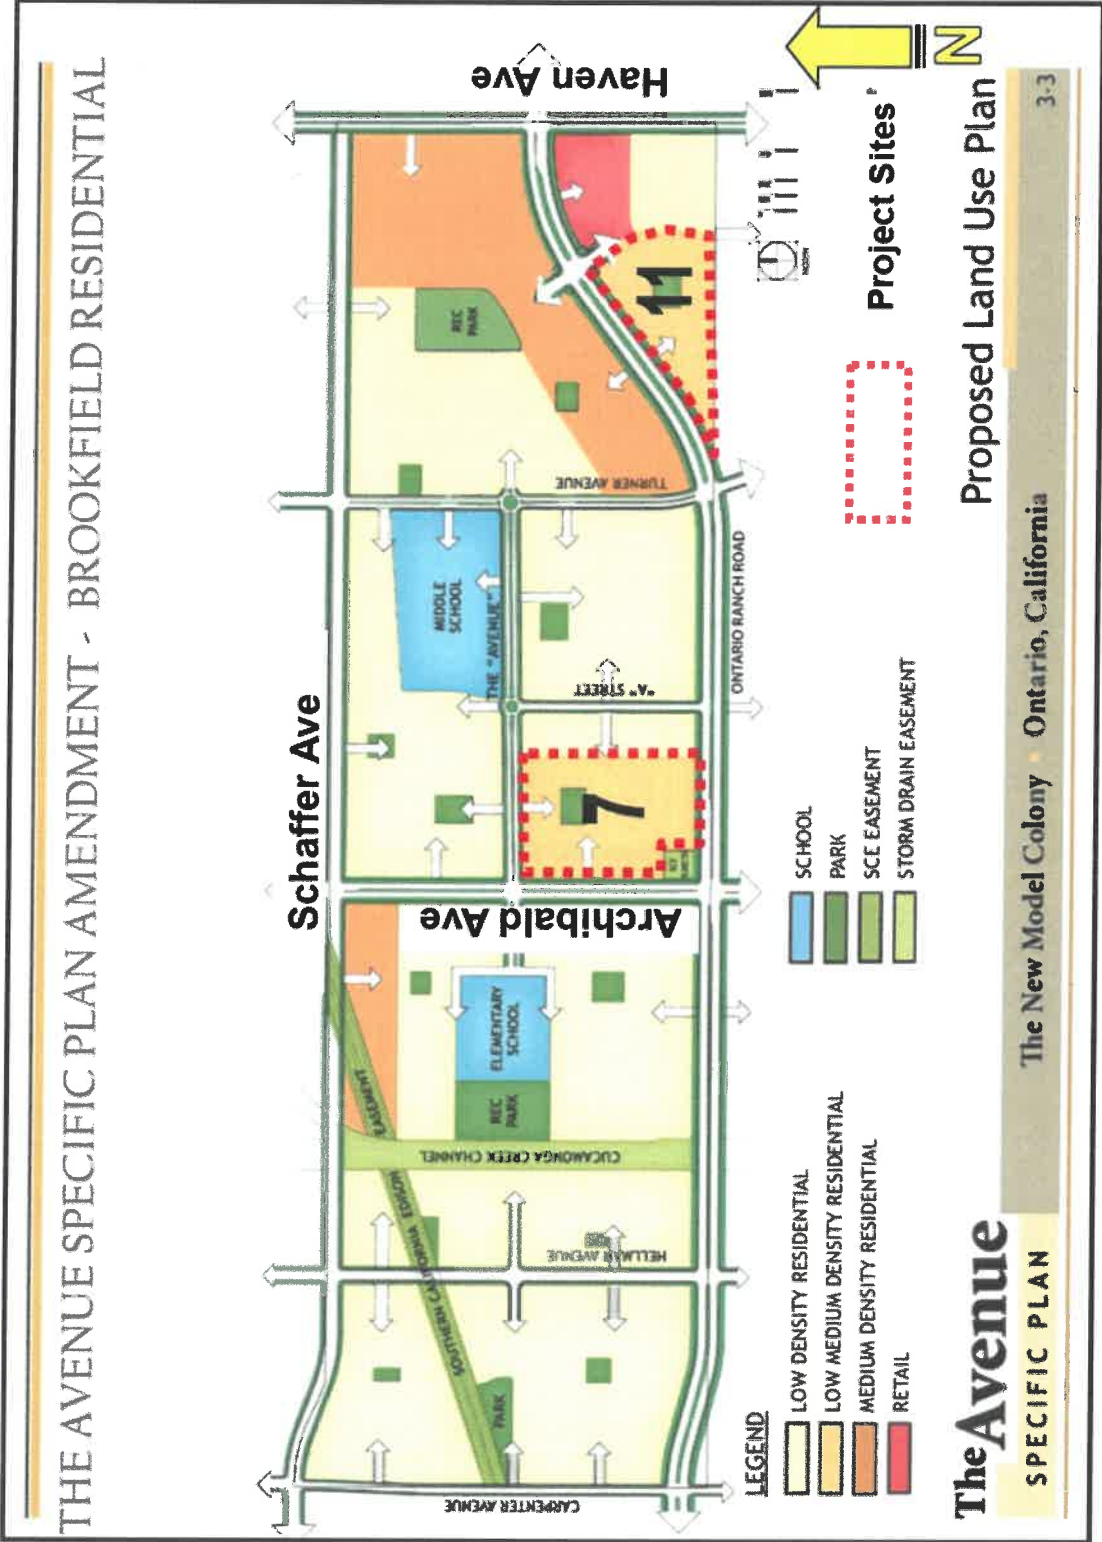 THE AVENUE SPECIFIC PLAN AMENDMENT - BROOKFIELD RESIDENTIAL
Schaffer Ave
Haven Ave
Archibald Ave
CARPENTER AVENUE
SOUTHERN CALIFORNIA EDISON
EASEMENT
PARK
HELLMAN AVENUE
CUCAMONGA CREEK CHANNEL
REC
PARK
ELEMENTARY
SCHOOL
7
THE "AVENUE"
MIDDLE
SCHOOL
"A" STREET
ONTARIO RANCH ROAD
TURNER AVENUE
REC
PARK
11
N
LEGEND
LOW DENSITY RESIDENTIAL
LOW MEDIUM DENSITY RESIDENTIAL
MEDIUM DENSITY RESIDENTIAL
RETAIL
SCHOOL
PARK
SCE EASEMENT
STORM DRAIN EASEMENT
Project Sites
Proposed Land Use Plan
The Avenue
SPECIFIC PLAN
The New Model Colony • Ontario, California
3-3